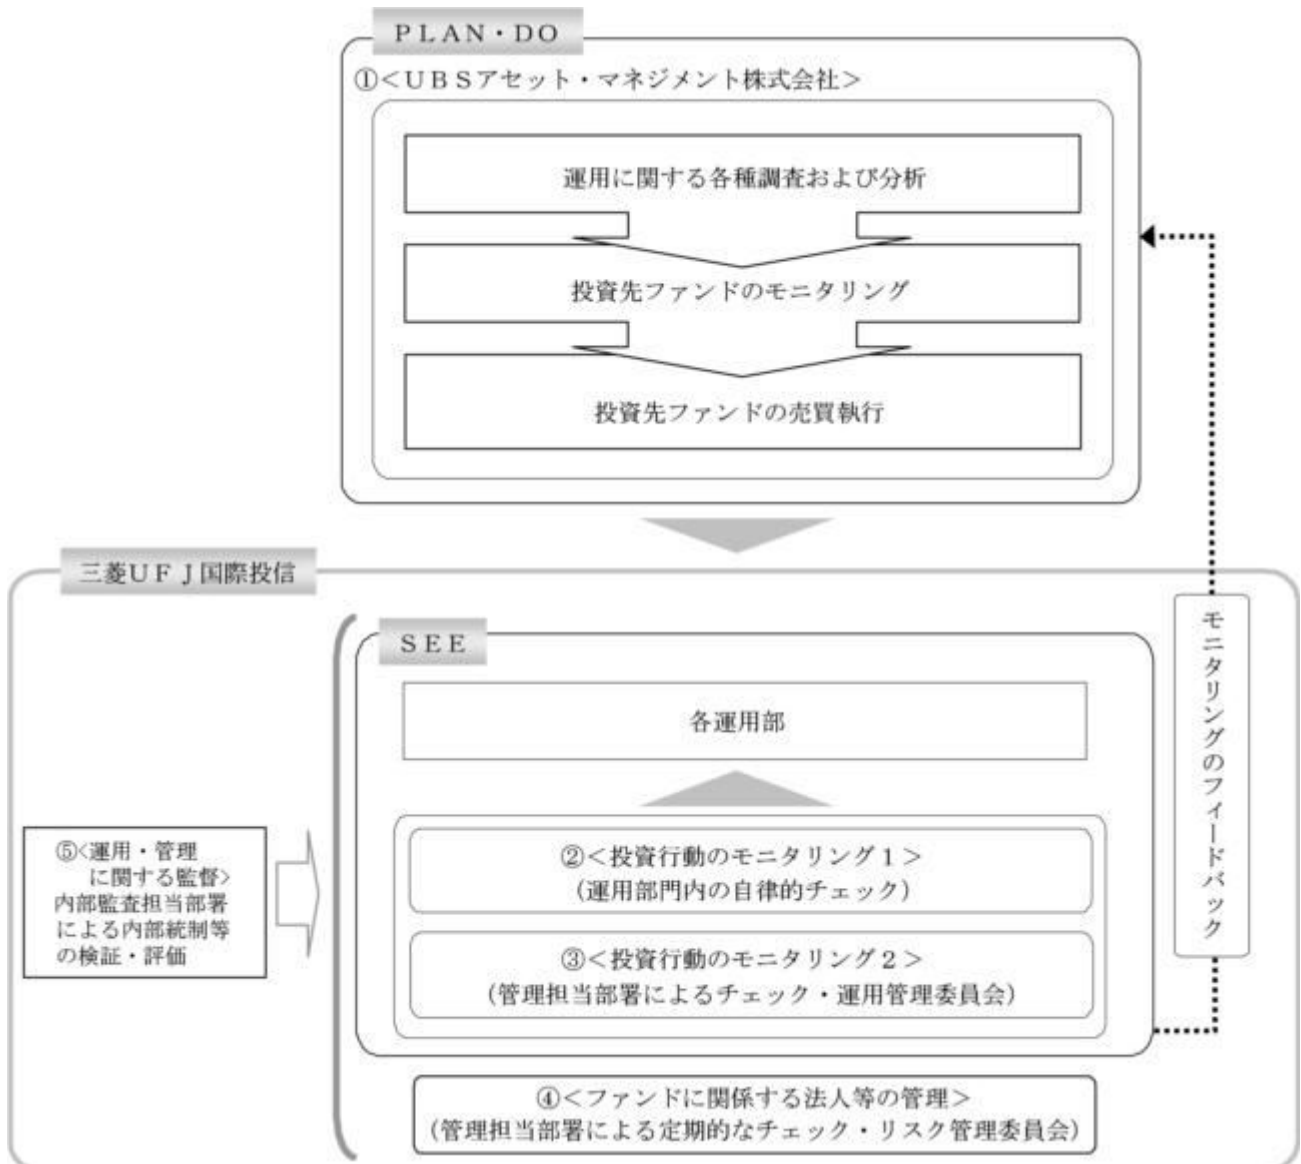 ＰＬＡＮ・ＤＯ
①＜ＵＢＳアセット・マネジメント株式会社＞
運用に関する各種調査および分析
投資先ファンドのモニタリング
投資先ファンドの売買執行
三菱ＵＦＪ国際投信
ＳＥＥ
各運用部
②＜投資行動のモニタリング１＞
（運用部門内の自律的チェック）
③＜投資行動のモニタリング２＞
（管理担当部署によるチェック・運用管理委員会）
④＜ファンドに関係する法人等の管理＞
（管理担当部署による定期的なチェック・リスク管理委員会）
⑤<運用・管理
に関する監督>
内部監査担当部署
による内部統制等
の検証・評価
モニタリングのフィードバック